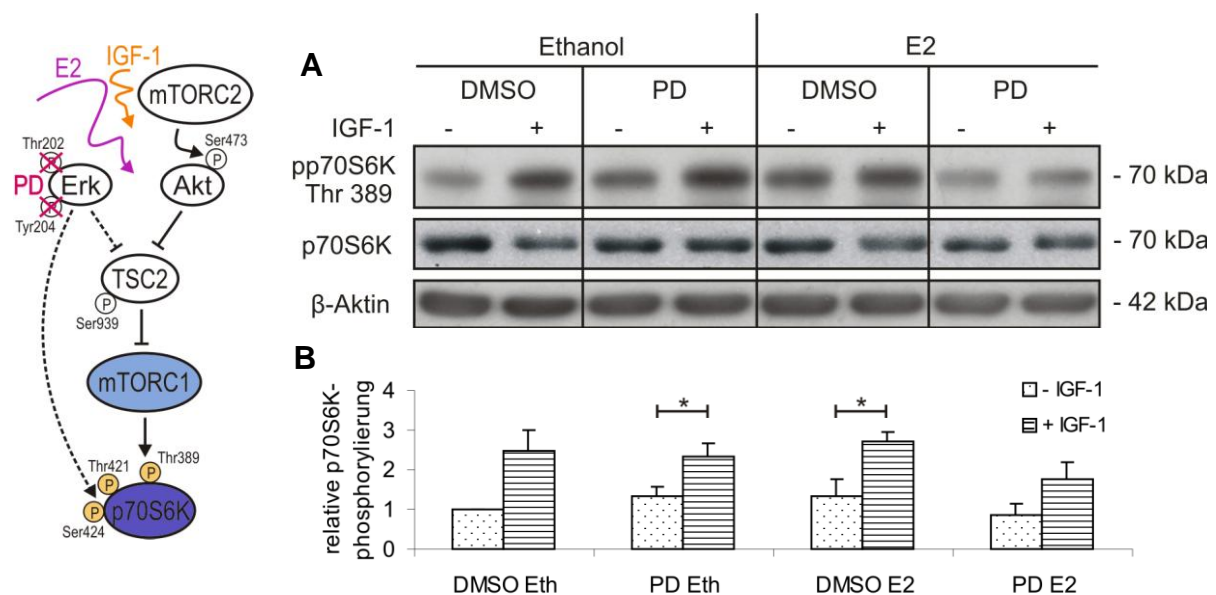 IGF-1
E2
mTORC2
Ser473
P
Thr202
P
PD
Erk
Akt
P
Tyr204
TSC2
P
Ser939
mTORC1
Thr389
Thr421
P
P
P
p70S6K
Ser424
A
Ethanol
E2
DMSO
PD
DMSO
PD
IGF-1
-
+
-
+
-
+
-
+
pp70S6K
Thr 389
- 70 kDa
p70S6K
- 70 kDa
β-Aktin
- 42 kDa
B
relative p70S6K-
phosphorylierung
4
3
2
1
0
*
*
- IGF-1
+ IGF-1
DMSO Eth
PD Eth
DMSO E2
PD E2